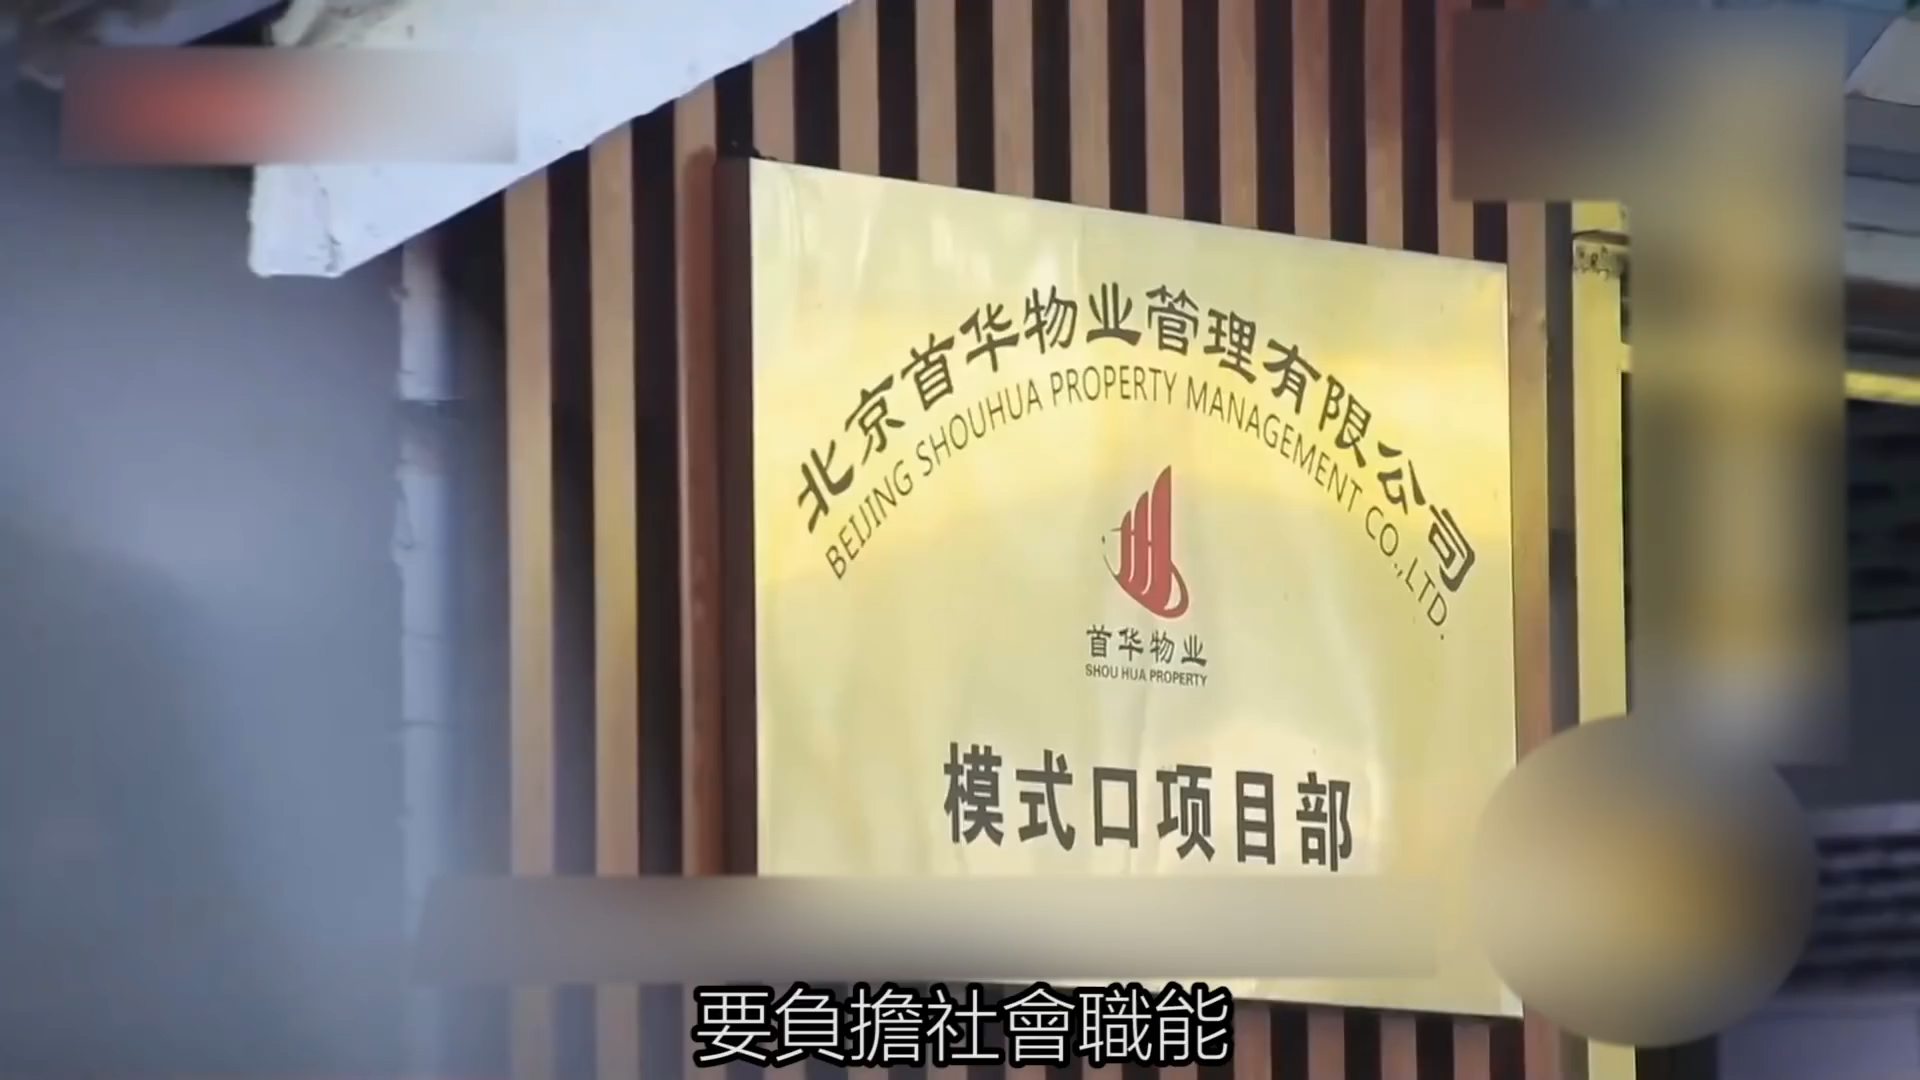 北京首华物业管理有限公司
BEIJING SHOUHUA PROPERTY MANAGEMENT CO.,LTD.
首华物业
SHOU HUA PROPERTY
模式口项目部
要負擔社會職能